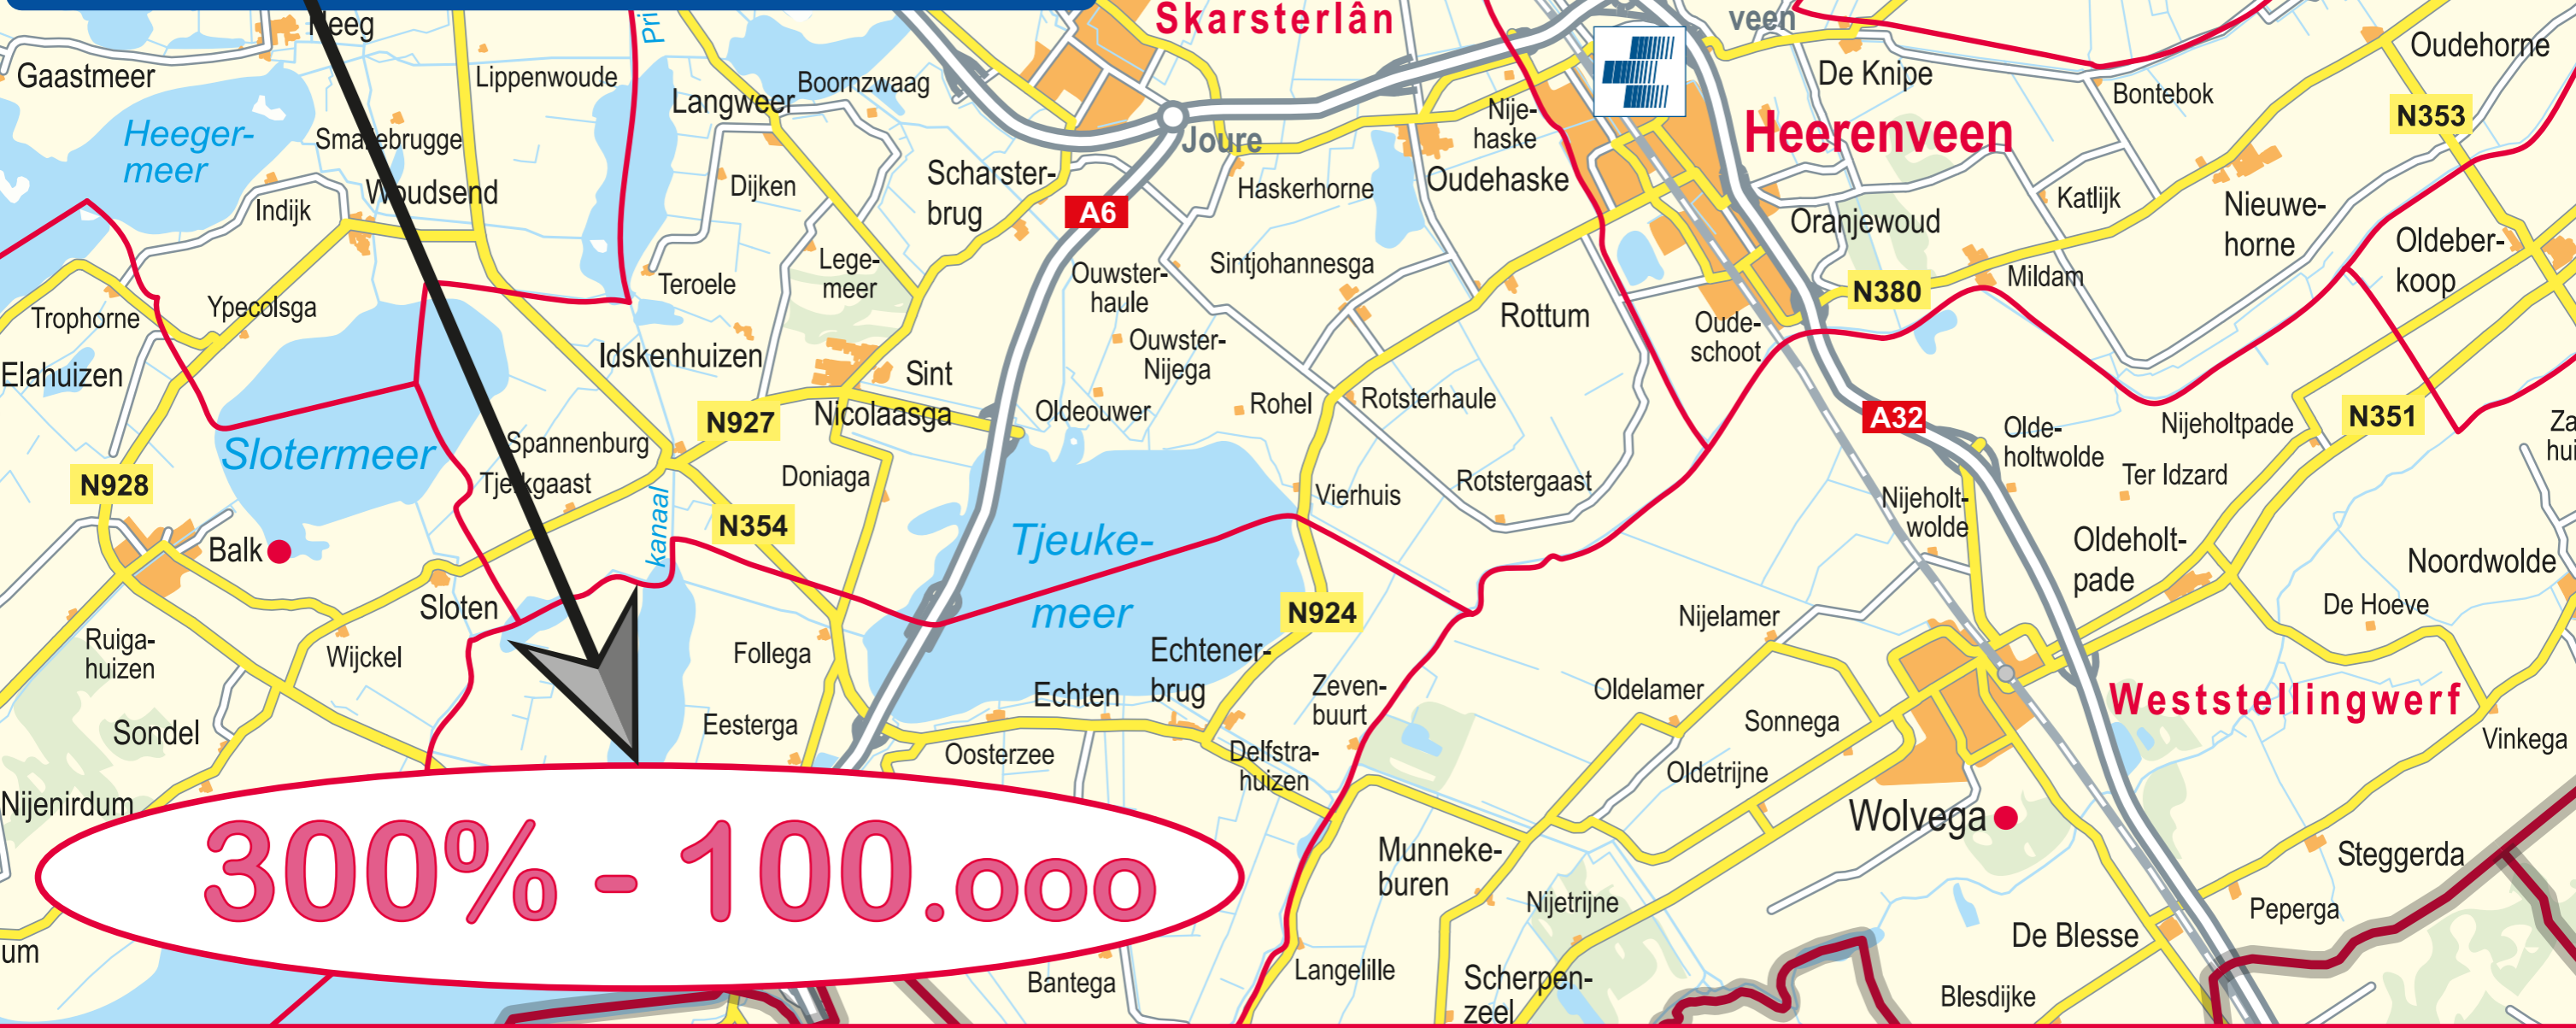 Skarsterlân
veen
Heeg
Pri
Oudehorne
Gaastmeer
Lippenwoude
De Knipe
Boornzwaag
Langweer
Bontebok
N353
Heeger-
meer
Smallebrugge
Nije-
haske
Heerenveen
Joure
Woudsend
Dijken
Scharster-
brug
Haskerhorne
Oudehaske
Katlijk
Indijk
A6
Nieuwe-
horne
Oranjewoud
Lege-
meer
Oldeber-
koop
Sintjohannesga
Teroele
Ouwster-
haule
Mildam
N380
Ypecolsga
Trophorne
Rottum
Oude-
schoot
Idskenhuizen
Ouwster-
Nijega
Elahuizen
Sint
Nicolaasga
Rotsterhaule
Rohel
Oldeouwer
N927
A32
N351
Nijeholtpade
Olde-
holtwolde
Za
hui
Slotermeer
Spannenburg
Tjerkgaast
Doniaga
Ter Idzard
N928
Rotstergaast
Vierhuis
Nijeholt-
wolde
kanaal
N354
Tjeuke-
meer
Oldeholt-
pade
Balk
Noordwolde
Sloten
N924
De Hoeve
Nijelamer
Ruiga-
huizen
Wijckel
Follega
Echtener-
brug
Echten
Zeven-
buurt
Oldelamer
Weststellingwerf
Sondel
Eesterga
Sonnega
Vinkega
Oosterzee
Delfstra-
huizen
Oldetrijne
Nijenirdum
Wolvega
300% - 100.000
Munneke-
buren
Steggerda
Nijetrijne
Peperga
De Blesse
um
Langelille
Bantega
Scherpen-
zeel
Blesdijke